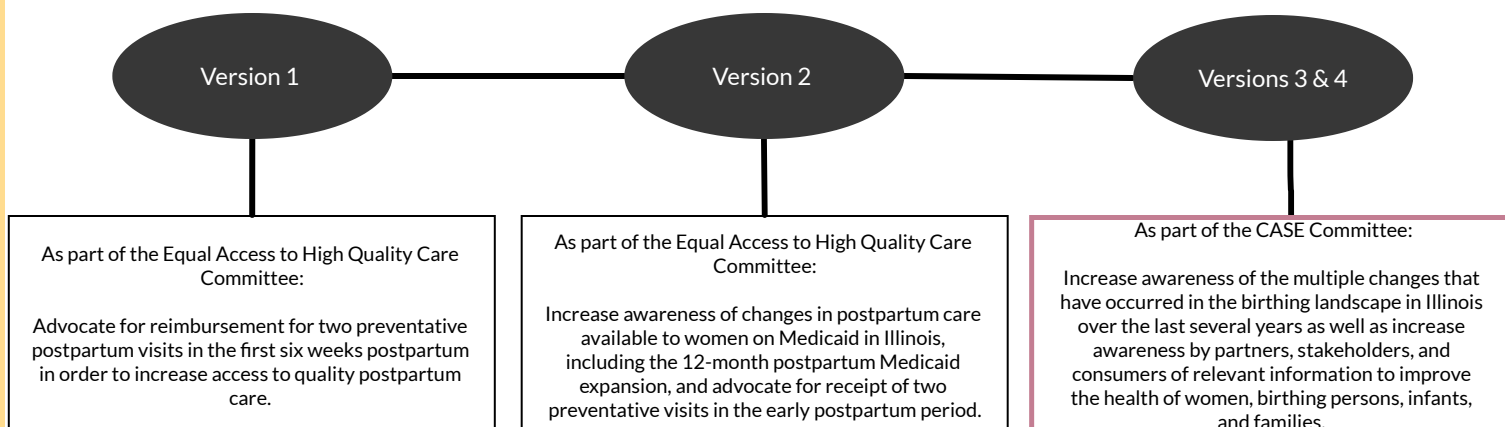 Version 1
Version 2
Versions 3 & 4
As part of the Equal Access to High Quality Care
Committee:
Advocate for reimbursement for two preventative
postpartum visits in the first six weeks postpartum
in order to increase access to quality postpartum
care.
As part of the Equal Access to High Quality Care
Committee:
Increase awareness of changes in postpartum care
available to women on Medicaid in Illinois,
including the 12-month postpartum Medicaid
expansion, and advocate for receipt of two
preventative visits in the early postpartum period.
As part of the CASE Committee:
Increase awareness of the multiple changes that
have occurred in the birthing landscape in Illinois
over the last several years as well as increase
awareness by partners, stakeholders, and
consumers of relevant information to improve
the health of women, birthing persons, infants,
and families.